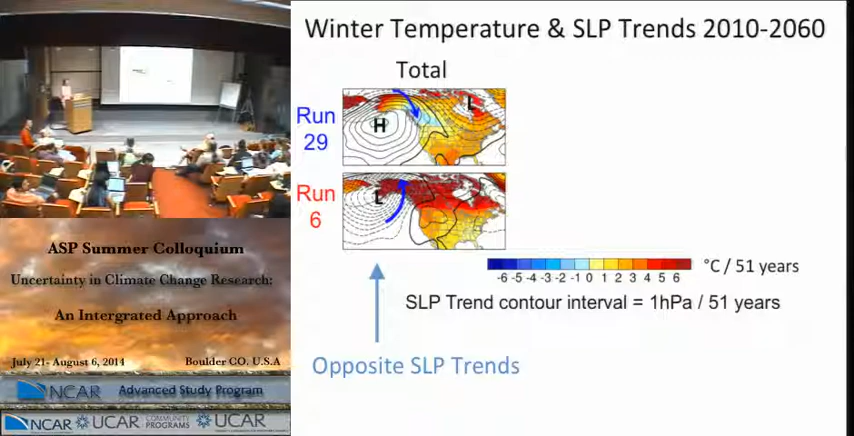 Winter Temperature & SLP Trends 2010-2060
Total
Run
29
H
L
Run
6
L
-6 -5 -4 -3 -2 -1 0 1 2 3 4 5 6
°C / 51 years
SLP Trend contour interval = 1hPa / 51 years
Opposite SLP Trends
ASP Summer Colloquium
Uncertainty in Climate Change Research:
An Intergrated Approach
July 21- August 6, 2014 Boulder CO. U.S.A
NCAR Advanced Study Program
NCAR UCAR COMMUNITY PROGRAMS UCAR